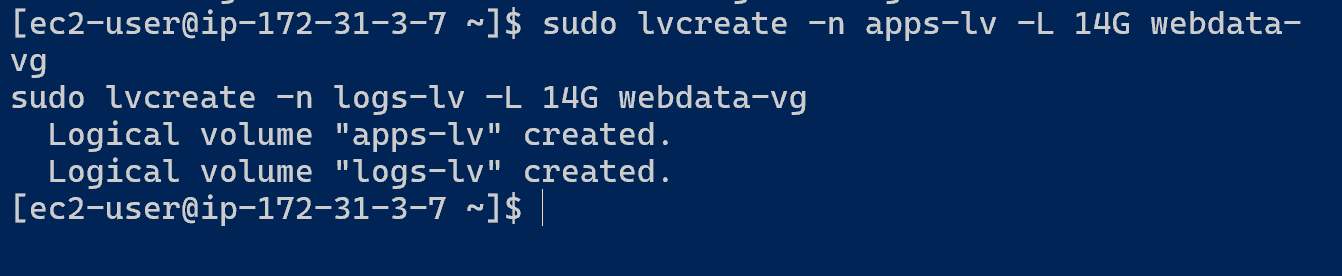 [ec2-user@ip-172-31-3-7 ~]$ sudo lvcreate -n apps-lv -L 14G webdata-
vg
sudo lvcreate -n logs-lv -L 14G webdata-vg
  Logical volume "apps-lv" created.
  Logical volume "logs-lv" created.
[ec2-user@ip-172-31-3-7 ~]$